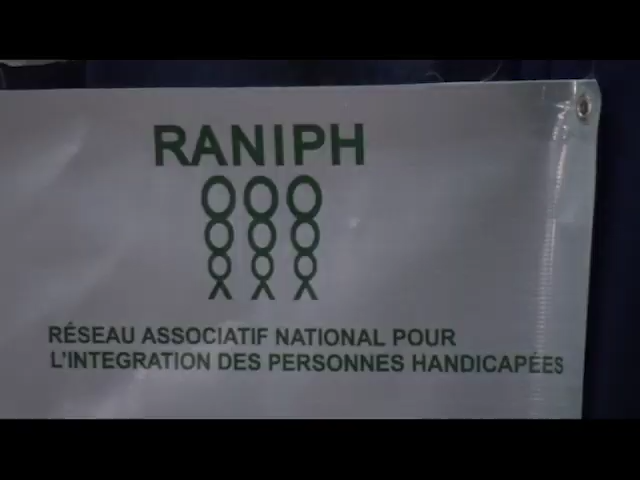 RANIPH
RÉSEAU ASSOCIATIF NATIONAL POUR
L'INTEGRATION DES PERSONNES HANDICAPÉES